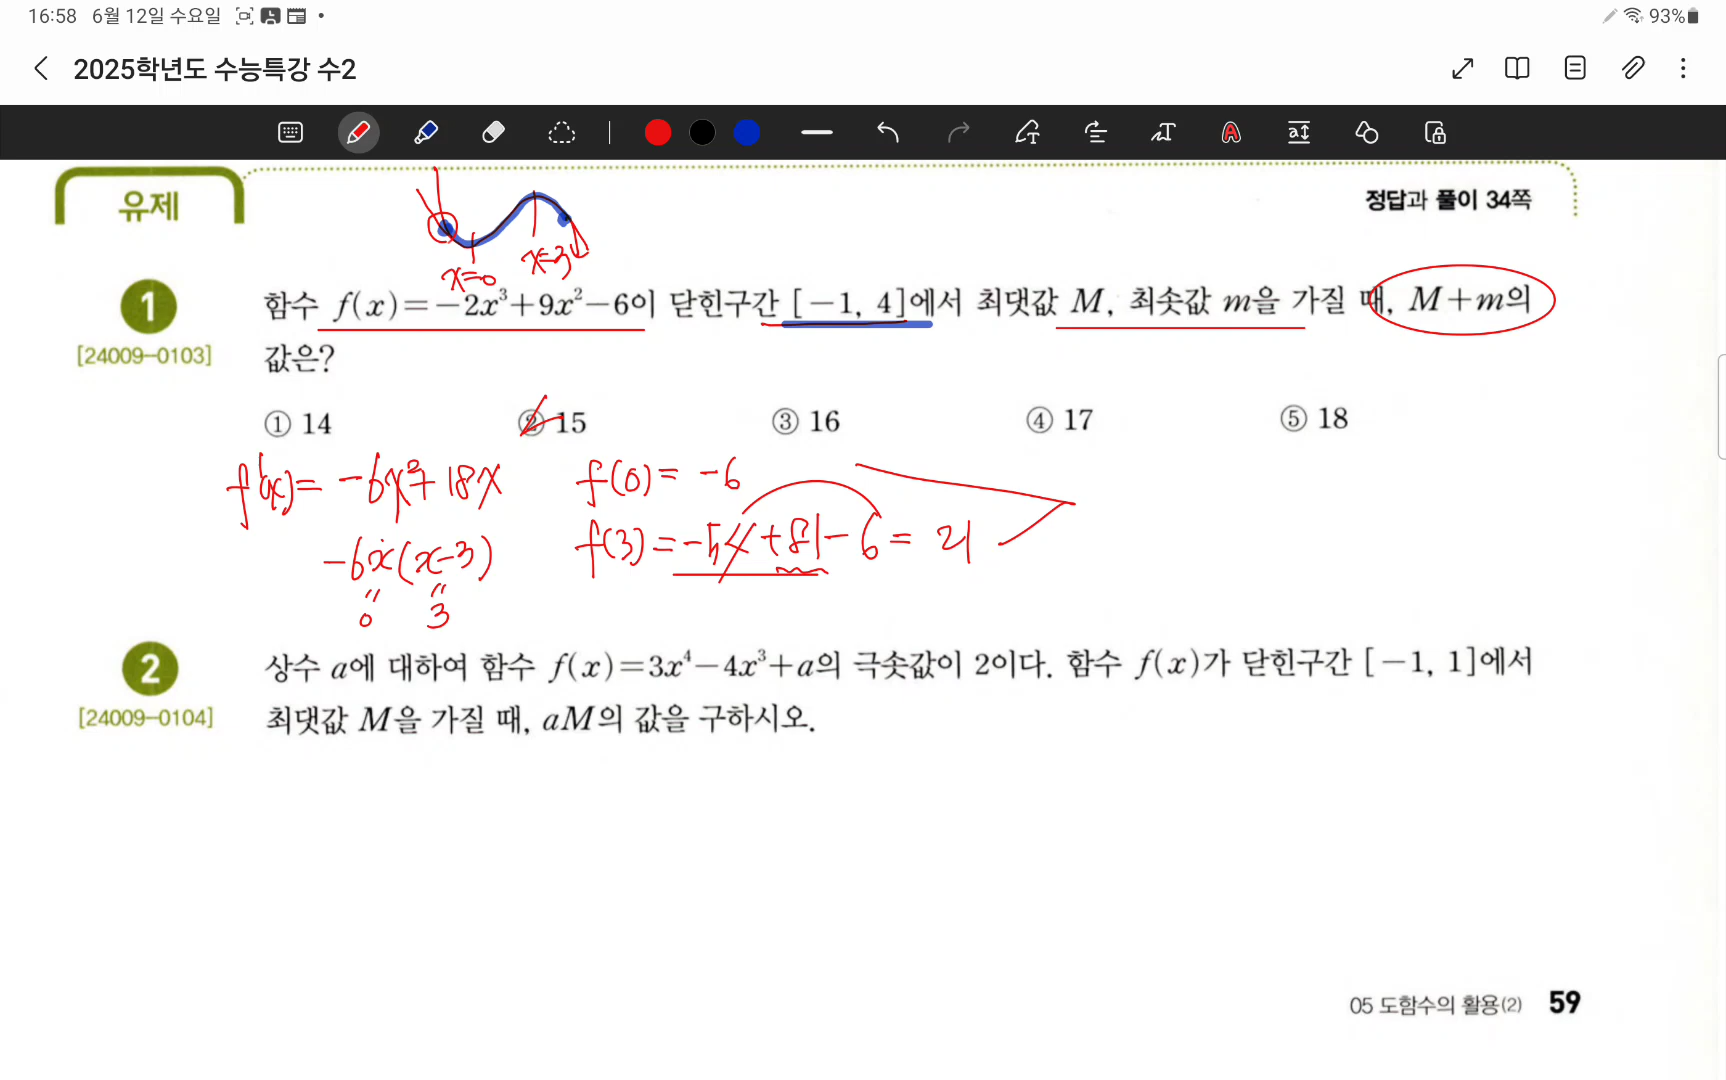 16:58 6월 12일 수요일 93%
2025학년도 수능특강 수2
유제
정답과 풀이 34쪽
x=0 x=3
1 함수 f(x)=−2x³+9x²−6이 닫힌구간 [−1, 4]에서 최댓값 M, 최솟값 m을 가질 때, M+m의
[24009-0103] 값은?
① 14 ② 15 ③ 16 ④ 17 ⑤ 18
f'(x)= −6x²+18x f(0)= −6
−6x(x−3) f(3)= −54+81−6= 21
0 3
2 상수 a에 대하여 함수 f(x)=3x⁴−4x³+a의 극솟값이 2이다. 함수 f(x)가 닫힌구간 [−1, 1]에서
[24009-0104] 최댓값 M을 가질 때, aM의 값을 구하시오.
05 도함수의 활용(2) 59